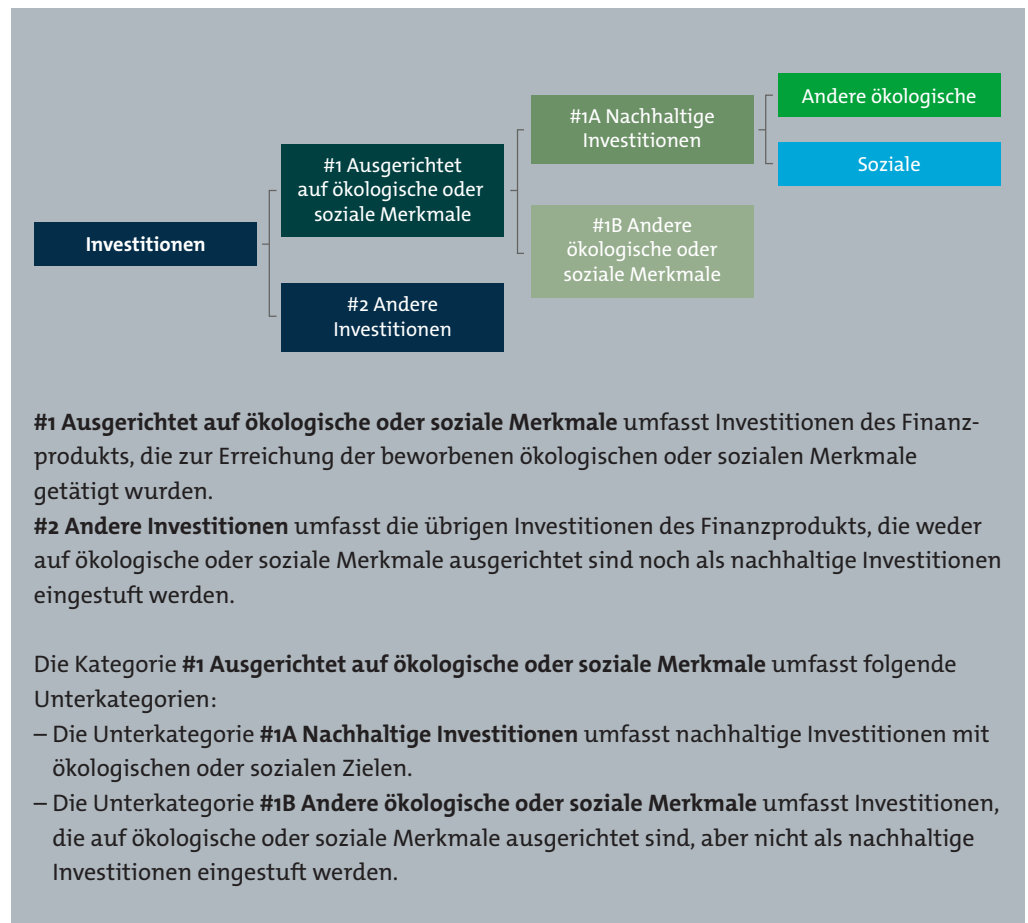 Andere ökologische
#1A Nachhaltige
Investitionen
Soziale
#1 Ausgerichtet
auf ökologische oder
soziale Merkmale
#1B Andere
ökologische oder
soziale Merkmale
Investitionen
#2 Andere
Investitionen
#1 Ausgerichtet auf ökologische oder soziale Merkmale umfasst Investitionen des Finanz-
produkts, die zur Erreichung der beworbenen ökologischen oder sozialen Merkmale
getätigt wurden.
#2 Andere Investitionen umfasst die übrigen Investitionen des Finanzprodukts, die weder
auf ökologische oder soziale Merkmale ausgerichtet sind noch als nachhaltige Investitionen
eingestuft werden.
Die Kategorie #1 Ausgerichtet auf ökologische oder soziale Merkmale umfasst folgende
Unterkategorien:
– Die Unterkategorie #1A Nachhaltige Investitionen umfasst nachhaltige Investitionen mit
ökologischen oder sozialen Zielen.
– Die Unterkategorie #1B Andere ökologische oder soziale Merkmale umfasst Investitionen,
die auf ökologische oder soziale Merkmale ausgerichtet sind, aber nicht als nachhaltige
Investitionen eingestuft werden.